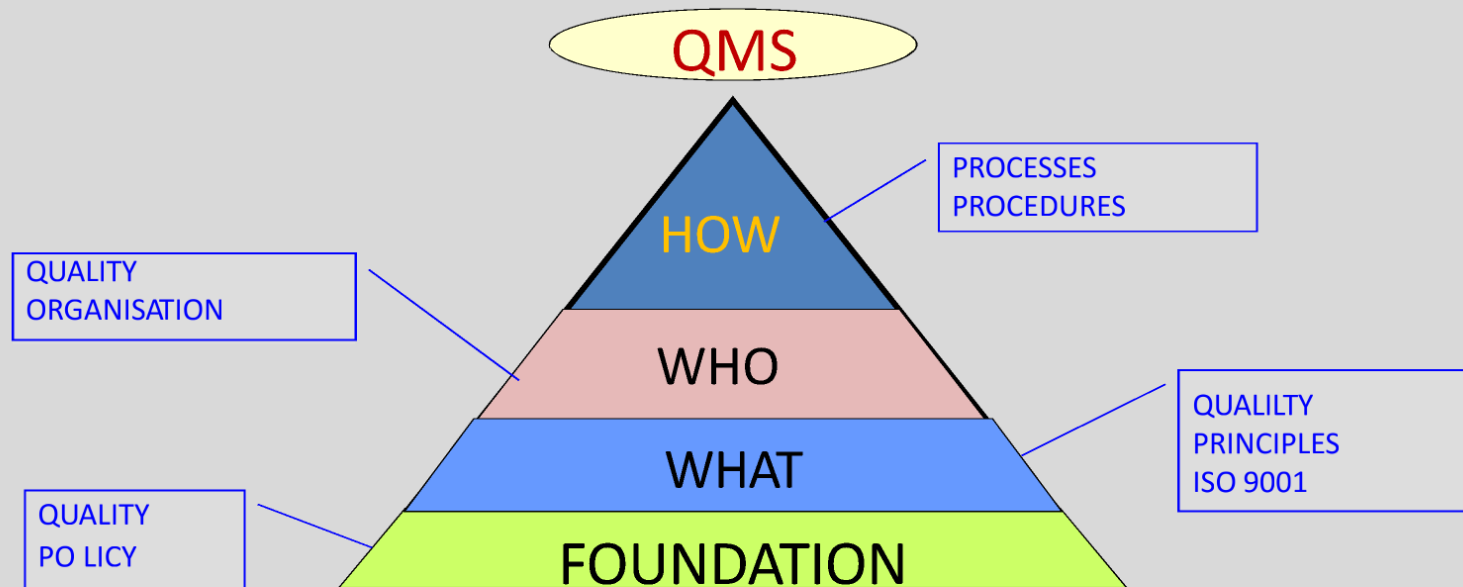 QMS
PROCESSES
PROCEDURES
HOW
QUALITY
ORGANISATION
WHO
QUALILTY
PRINCIPLES
ISO 9001
WHAT
QUALITY
PO LICY
FOUNDATION